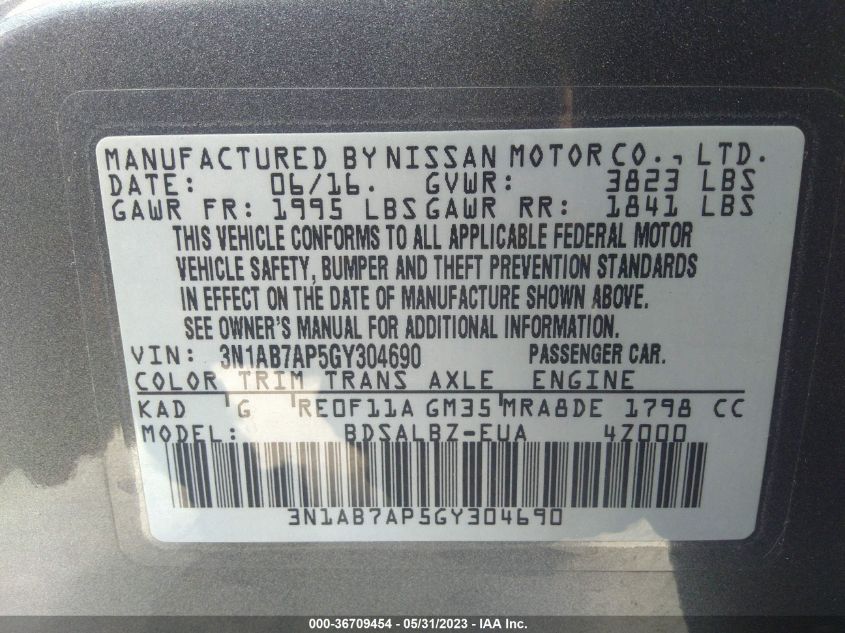 MANUFACTURED BY NISSAN MOTOR CO., LTD.
DATE: 06/16. GVWR: 3823 LBS
GAWR FR: 1995 LBS GAWR RR: 1841 LBS
THIS VEHICLE CONFORMS TO ALL APPLICABLE FEDERAL MOTOR
VEHICLE SAFETY, BUMPER AND THEFT PREVENTION STANDARDS
IN EFFECT ON THE DATE OF MANUFACTURE SHOWN ABOVE.
SEE OWNER'S MANUAL FOR ADDITIONAL INFORMATION.
VIN: 3N1AB7AP5GY304690 PASSENGER CAR.
COLOR TRIM TRANS AXLE ENGINE
KAD G RE0F11A GM35 MRA8DE 1798 CC
MODEL: BDSALBZ-EUA 4Z000
3N1AB7AP5GY304690
000-36709454 - 05/31/2023 - IAA Inc.